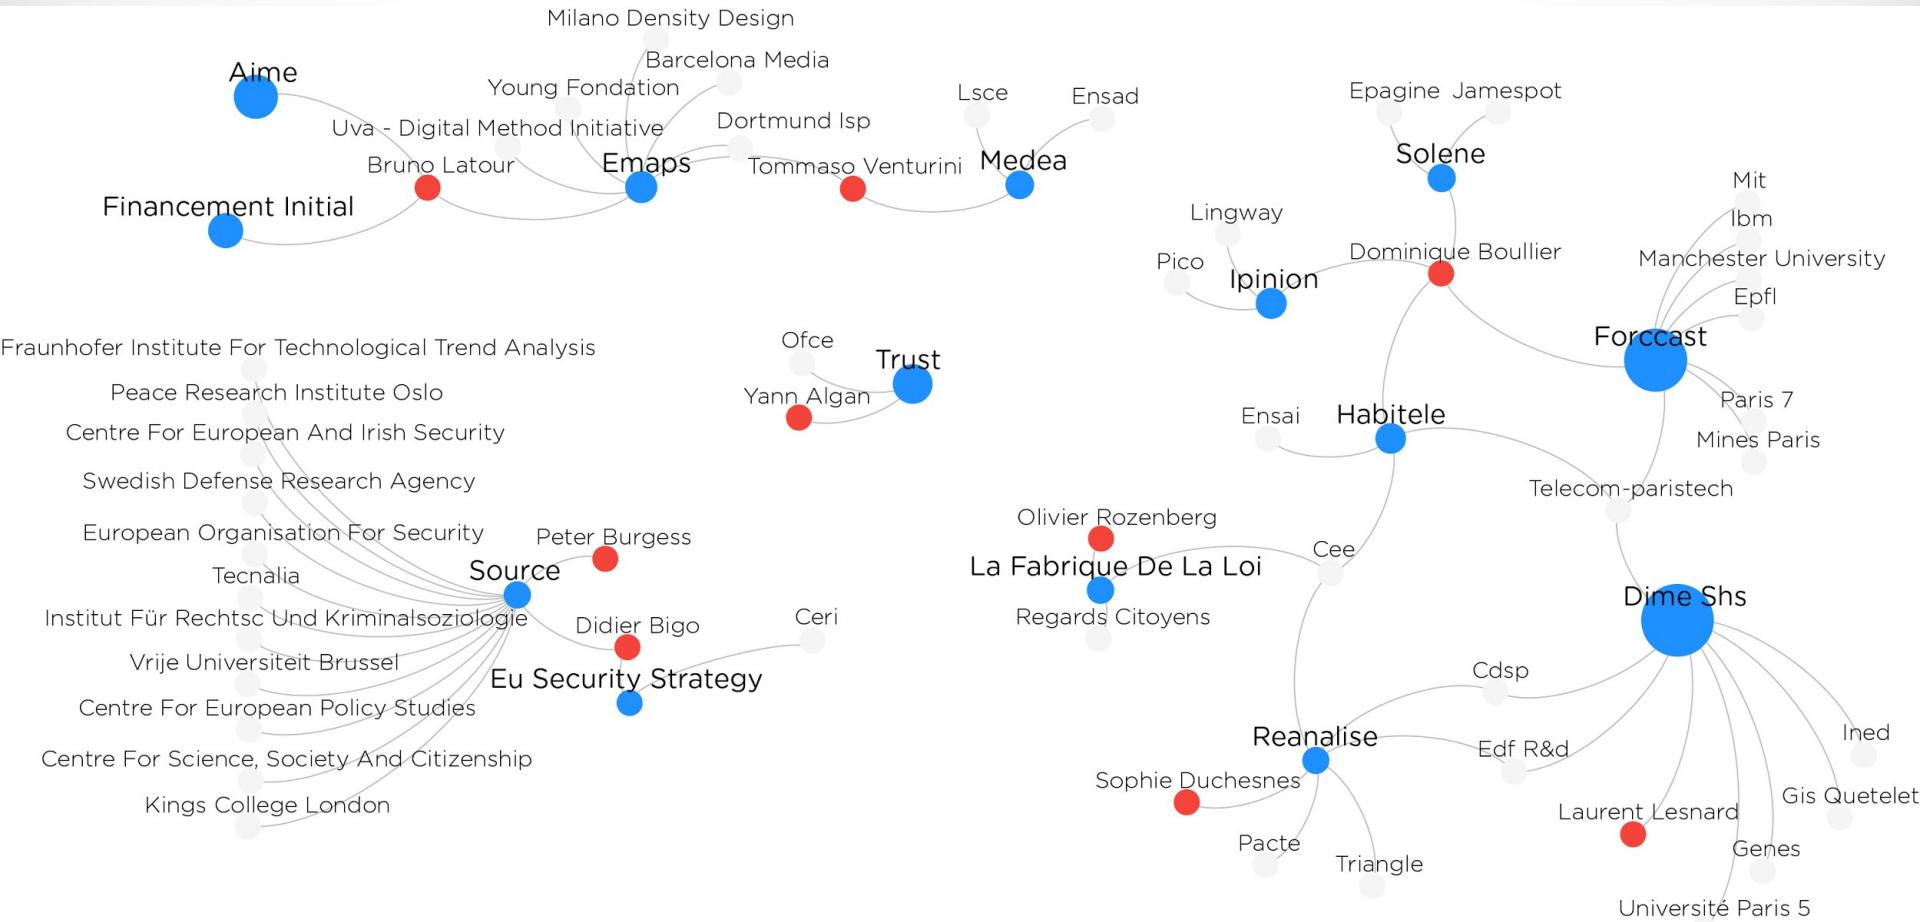 Milano Density Design
Barcelona Media
Aime
Young Fondation
Lsce
Ensad
Epagine
Jamespot
Uva - Digital Method Initiative
Dortmund Isp
Bruno Latour
Emaps
Tommaso Venturini
Medea
Solene
Mit
Financement Initial
Lingway
Ibm
Pico
Ipinion
Dominique Boullier
Manchester University
Epfl
Fraunhofer Institute For Technological Trend Analysis
Ofce
Trust
Forccast
Peace Research Institute Oslo
Yann Algan
Paris 7
Centre For European And Irish Security
Ensai
Habitele
Mines Paris
Swedish Defense Research Agency
Telecom-paristech
European Organisation For Security
Peter Burgess
Olivier Rozenberg
Cee
Tecnalia
Source
La Fabrique De La Loi
Dime Shs
Institut Für Rechtsc Und Kriminalsoziologie
Didier Bigo
Ceri
Regards Citoyens
Vrije Universiteit Brussel
Eu Security Strategy
Cdsp
Centre For European Policy Studies
Reanalise
Edf R&d
Ined
Centre For Science, Society And Citizenship
Sophie Duchesnes
Gis Quetelet
Kings College London
Laurent Lesnard
Pacte
Triangle
Genes
Université Paris 5